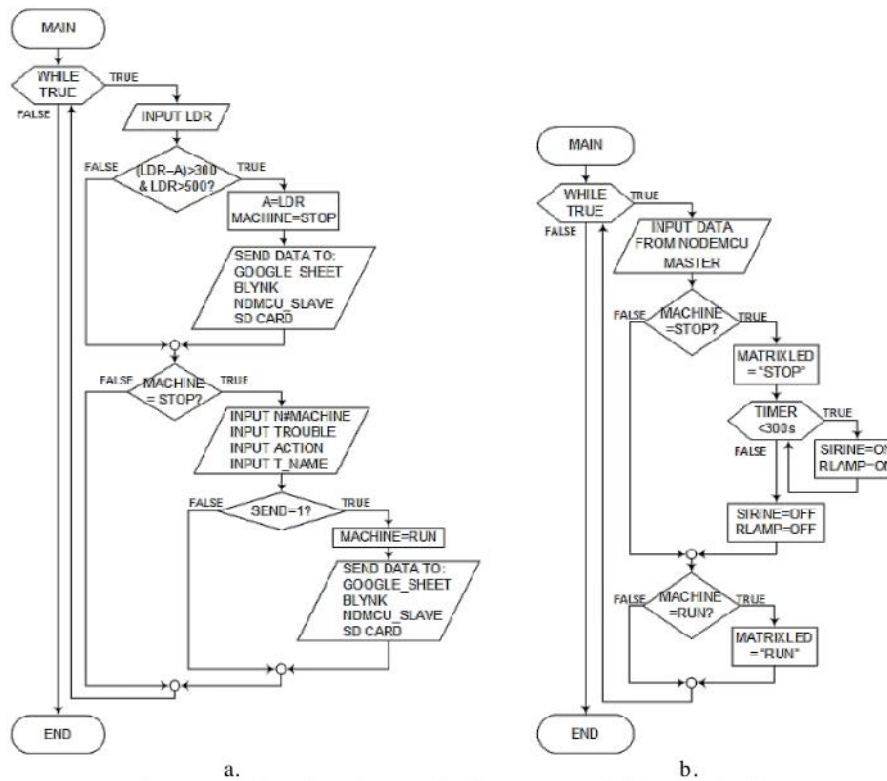 MAIN
WHILE
TRUE
TRUE
FALSE
INPUT LDR
FALSE
(LDR-A)>300
& LDR>500?
TRUE
A=LDR
MACHINE=STOP
SEND DATA TO:
GOOGLE_SHEET
BLYNK
NDMCU_SLAVE
SD CARD
FALSE
MACHINE
= STOP?
TRUE
INPUT N#MACHINE
INPUT TROUBLE
INPUT ACTION
INPUT T_NAME
FALSE
SEND=1?
TRUE
MACHINE=RUN
SEND DATA TO:
GOOGLE_SHEET
BLYNK
NDMCU_SLAVE
SD CARD
END
a.
MAIN
WHILE
TRUE
TRUE
FALSE
INPUT DATA
FROM NODEMCU
MASTER
FALSE
MACHINE
=STOP?
TRUE
MATRIXLED
= "STOP"
TIMER
<300s
TRUE
FALSE
SIRINE=ON
RLAMP=ON
SIRINE=OFF
RLAMP=OFF
FALSE
MACHINE
=RUN?
TRUE
MATRIXLED
= "RUN"
END
b.